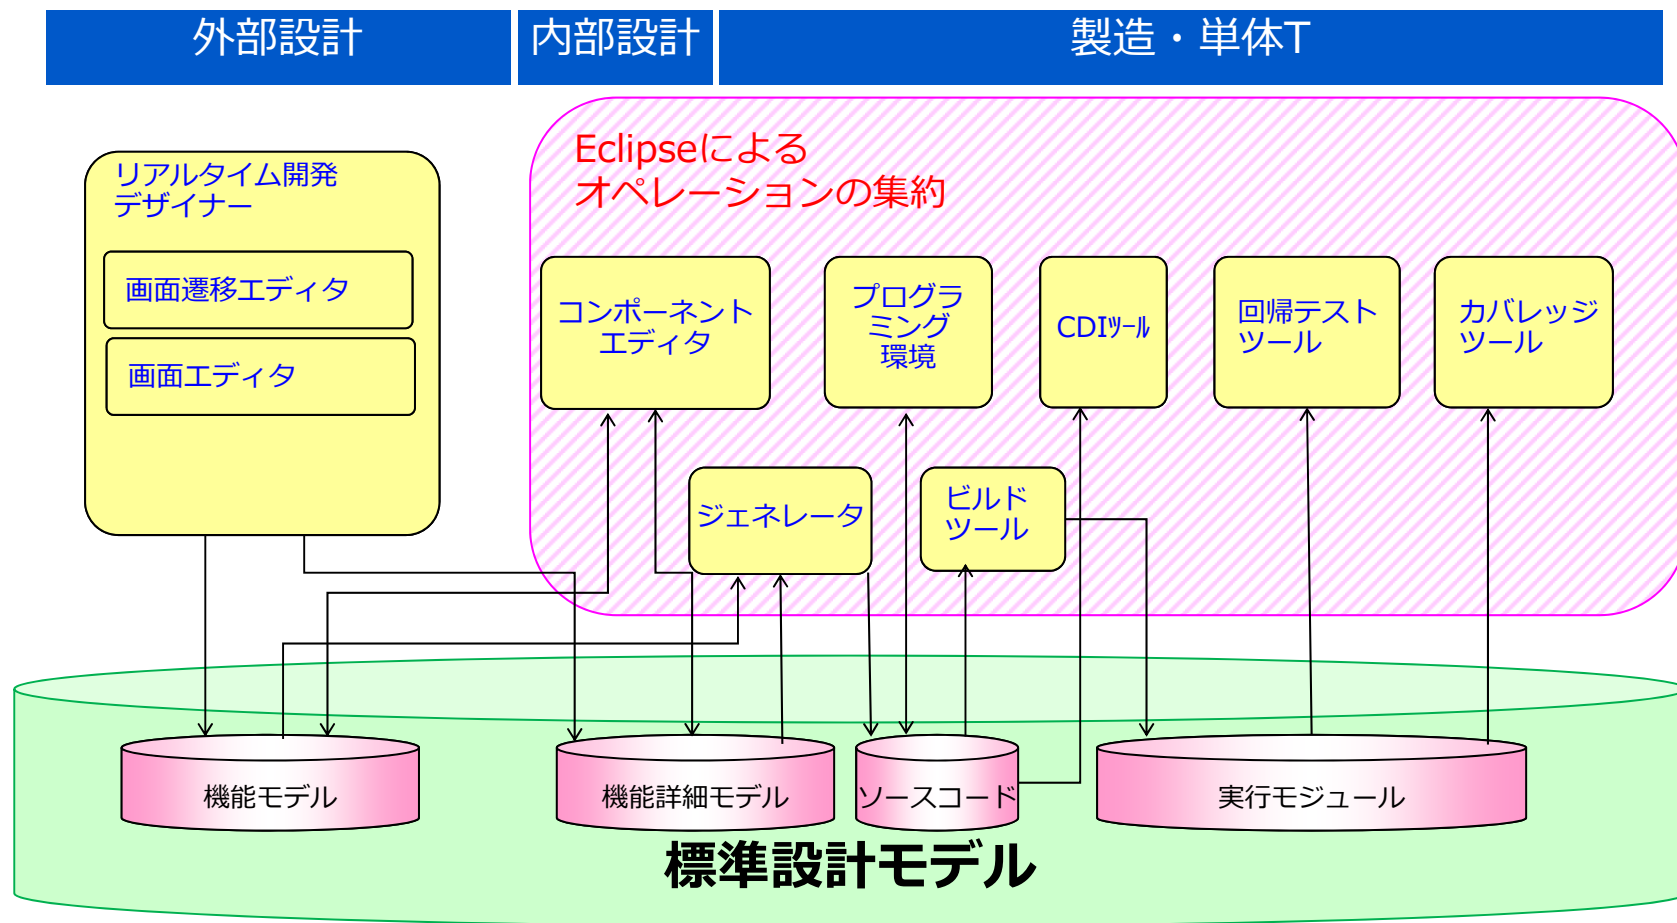 外部設計
内部設計
製造・単体T
Eclipseによる
オペレーションの集約
リアルタイム開発
デザイナー
画面遷移エディタ
画面エディタ
コンポーネント
エディタ
プログラ
ミング
環境
CDIﾂｰﾙ
回帰テスト
ツール
カバレッジ
ツール
ジェネレータ
ビルド
ツール
機能モデル
機能詳細モデル
ソースコード
実行モジュール
標準設計モデル